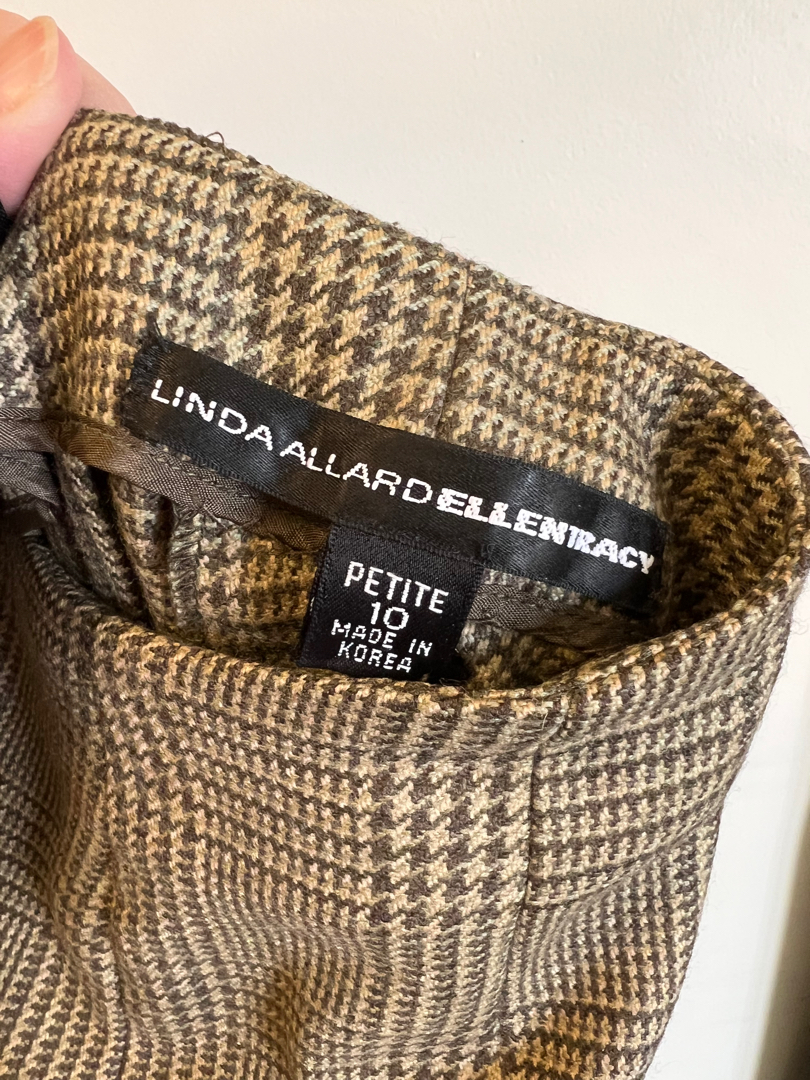 LINDA ALLARD ELLEN TRACY
PETITE
10
MADE IN
KOREA